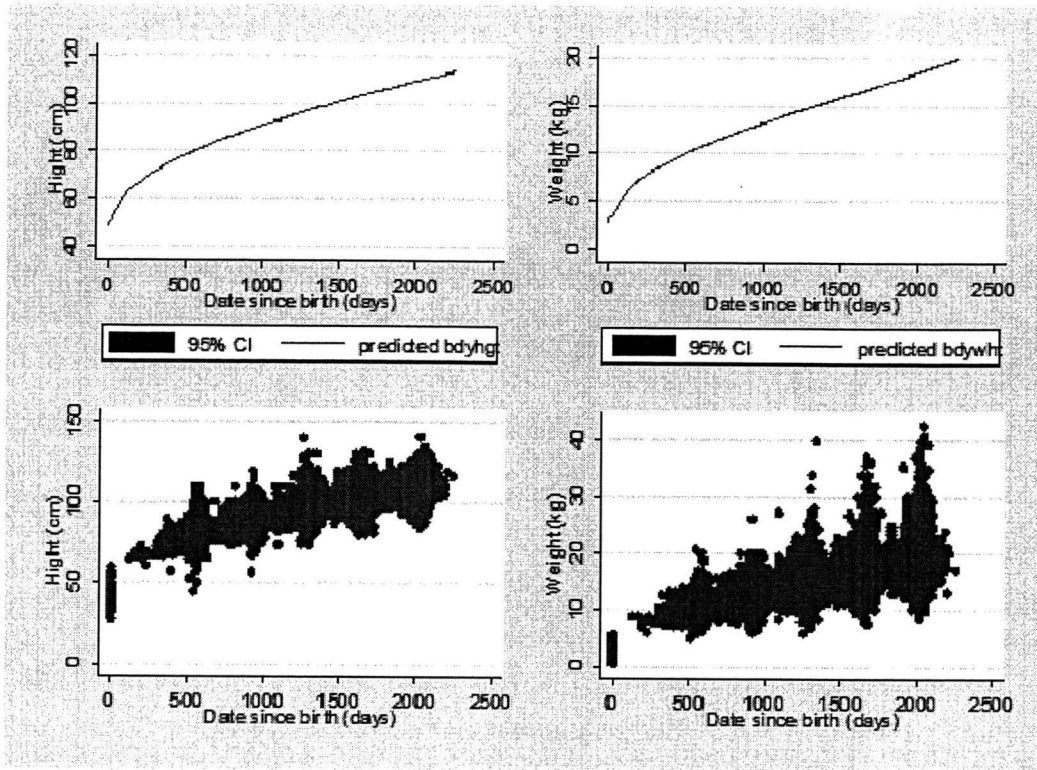 Hight (cm)
120
100
80
60
40
0 500 1000 1500 2000 2500
Date since birth (days)
95% CI predicted bdyhgt
Weight (kg)
20
15
10
5
0
0 500 1000 1500 2000 2500
Date since birth (days)
95% CI predicted bdywht
Hight (cm)
150
100
50
0
0 500 1000 1500 2000 2500
Date since birth (days)
Weight (kg)
40
30
20
10
0
0 500 1000 1500 2000 2500
Date since birth (days)